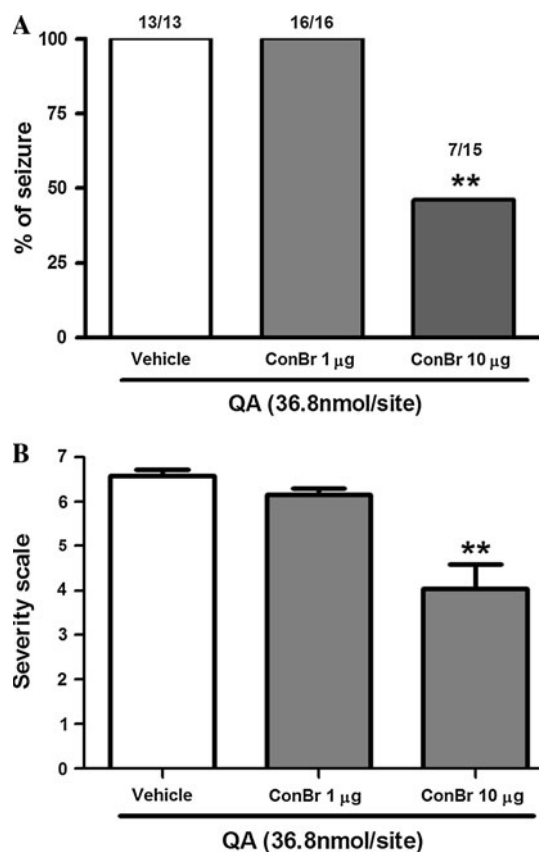 A
13/13
16/16
7/15
**
% of seizure
100
75
50
25
0
Vehicle
ConBr 1 μg
ConBr 10 μg
QA (36.8nmol/site)
B
**
Severity scale
7
6
5
4
3
2
1
0
Vehicle
ConBr 1 μg
ConBr 10 μg
QA (36.8nmol/site)